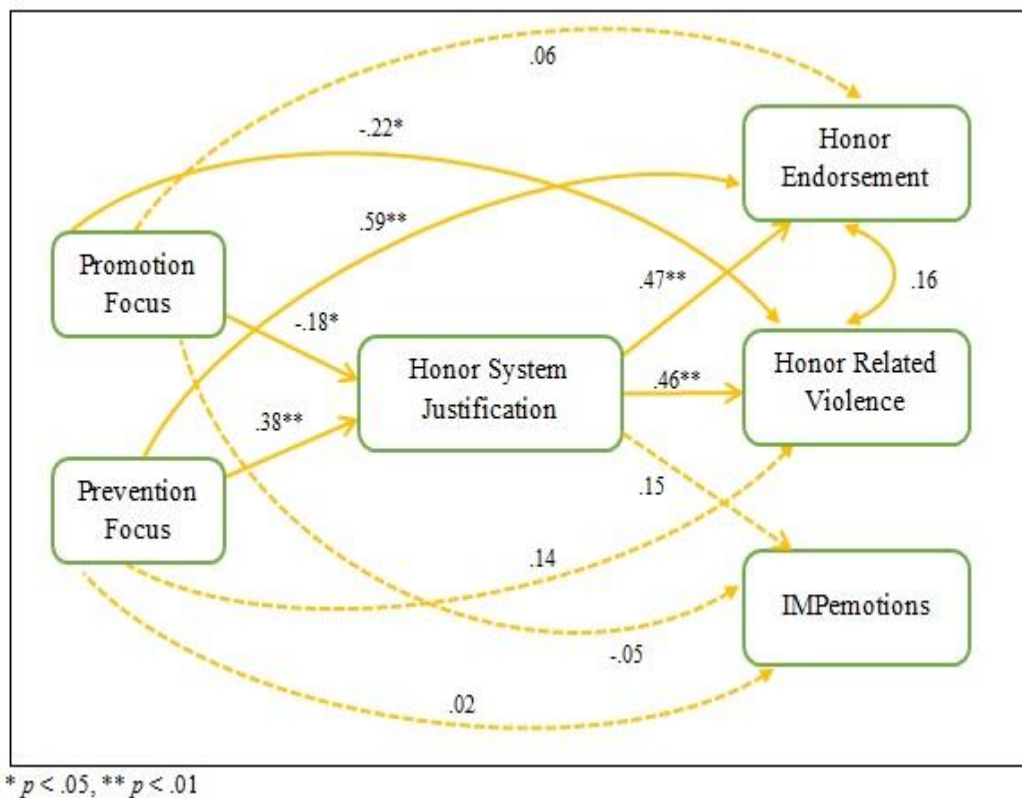 .06
-.22*
Honor
Endorsement
.59**
Promotion
Focus
.47**
.16
-.18*
Honor System
Justification
.46**
Honor Related
Violence
.38**
Prevention
Focus
.15
.14
IMPemotions
-.05
.02
* p < .05, ** p < .01